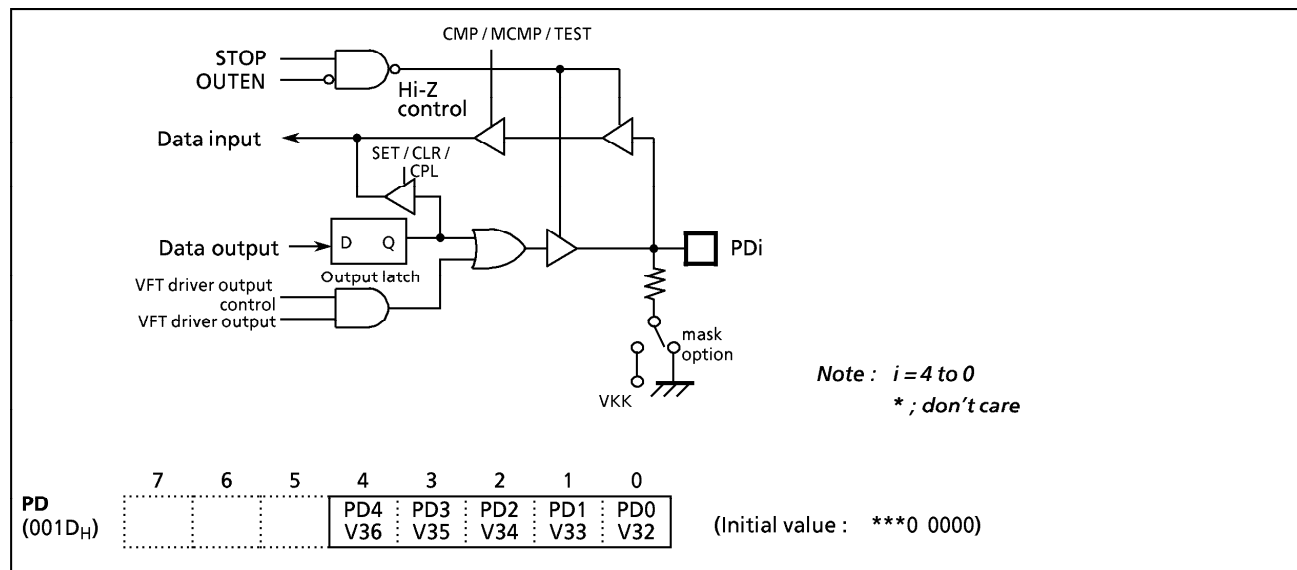 CMP / MCMP / TEST
STOP
OUTEN
Hi-Z
control
Data input
SET / CLR /
CPL
Data output
D Q
PDi
Output latch
VFT driver output
control
VFT driver output
mask
option
VKK
Note : i = 4 to 0
* ; don't care
7 6 5 4 3 2 1 0
PD
(001DH)
PD4 PD3 PD2 PD1 PD0
V36 V35 V34 V33 V32
(Initial value : ***0 0000)